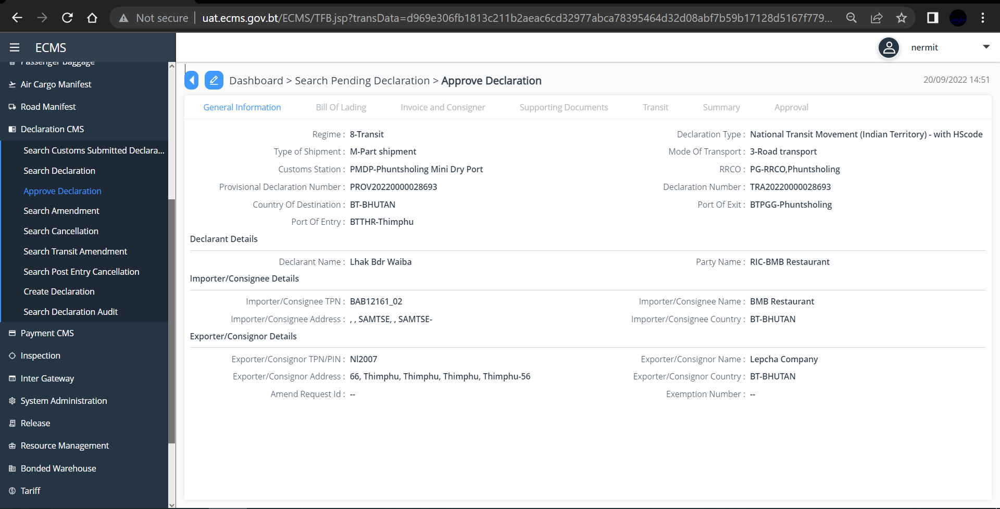 Not secure | uat.ecms.gov.bt/ECMS/TFB.jsp?transData=d969e306fb1813c211b2aeac6cd32977abca78395464d32d08abf7b59b17128d5167f779...
ECMS
nermit
Passenger Baggage
Air Cargo Manifest
Road Manifest
Declaration CMS
Search Customs Submitted Declara...
Search Declaration
Approve Declaration
Search Amendment
Search Cancellation
Search Transit Amendment
Search Post Entry Cancellation
Create Declaration
Search Declaration Audit
Payment CMS
Inspection
Inter Gateway
System Administration
Release
Resource Management
Bonded Warehouse
Tariff
Dashboard > Search Pending Declaration > Approve Declaration
20/09/2022 14:51
General Information Bill Of Lading Invoice and Consigner Supporting Documents Transit Summary Approval
Regime : 8-Transit Declaration Type : National Transit Movement (Indian Territory) - with HScode
Type of Shipment : M-Part shipment Mode Of Transport : 3-Road transport
Customs Station : PMDP-Phuntsholing Mini Dry Port RRCO : PG-RRCO,Phuntsholing
Provisional Declaration Number : PROV20220000028693 Declaration Number : TRA20220000028693
Country Of Destination : BT-BHUTAN Port Of Exit : BTPGG-Phuntsholing
Port Of Entry : BTTHR-Thimphu
Declarant Details
Declarant Name : Lhak Bdr Waiba Party Name : RIC-BMB Restaurant
Importer/Consignee Details
Importer/Consignee TPN : BAB12161_02 Importer/Consignee Name : BMB Restaurant
Importer/Consignee Address : , , SAMTSE, , SAMTSE- Importer/Consignee Country : BT-BHUTAN
Exporter/Consignor Details
Exporter/Consignor TPN/PIN : Nl2007 Exporter/Consignor Name : Lepcha Company
Exporter/Consignor Address : 66, Thimphu, Thimphu, Thimphu, Thimphu-56 Exporter/Consignor Country : BT-BHUTAN
Amend Request Id : -- Exemption Number : --